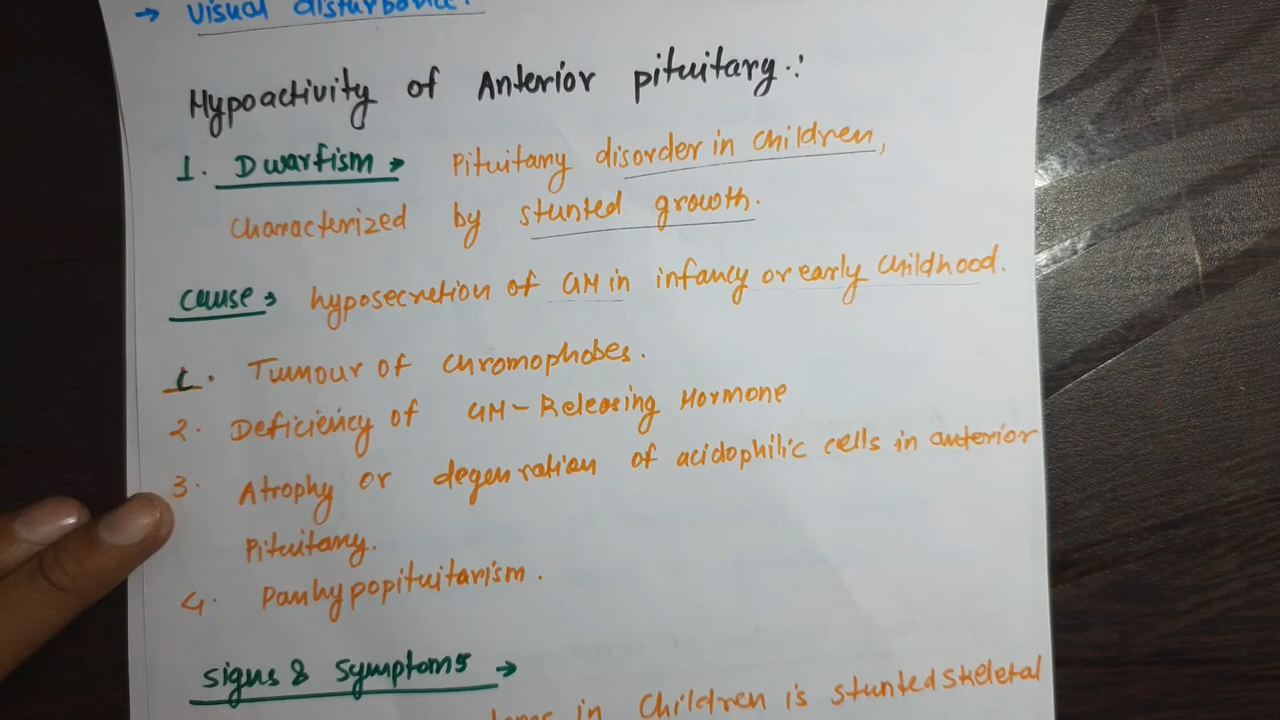 → Visual disturbance.
Hypoactivity of Anterior pituitary :
1. Dwarfism → Pituitary disorder in children,
characterized by stunted growth.
cause → hyposecretion of GH in infancy or early childhood.
1. Tumour of chromophobes.
2. Deficiency of GH-Releasing Hormone
3. Atrophy or degenration of acidophilic cells in anterior
Pituitary.
4. Panhypopituitarism.
signs & symptoms →
in children is stunted skeletal